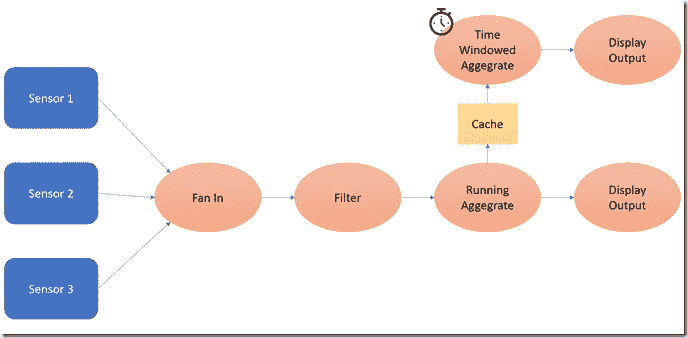 Sensor 1
Sensor 2
Sensor 3
Fan In
Filter
Running
Aggegrate
Cache
Time
Windowed
Aggegrate
Display
Output
Display
Output